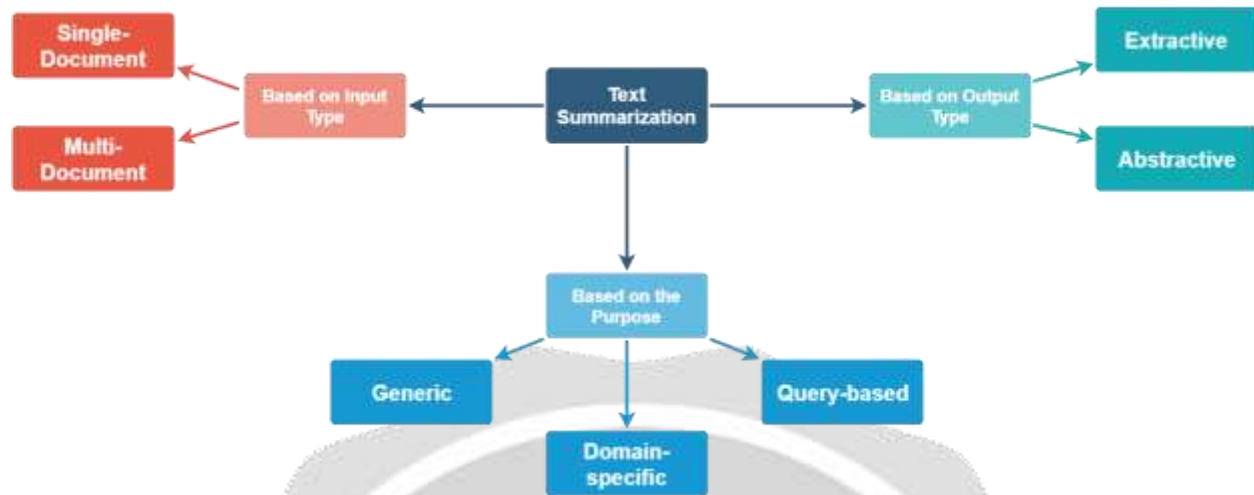 Single-
Document
Based on Input
Type
Multi-
Document
Text
Summarization
Based on Output
Type
Extractive
Abstractive
Based on the
Purpose
Generic
Query-based
Domain-
specific